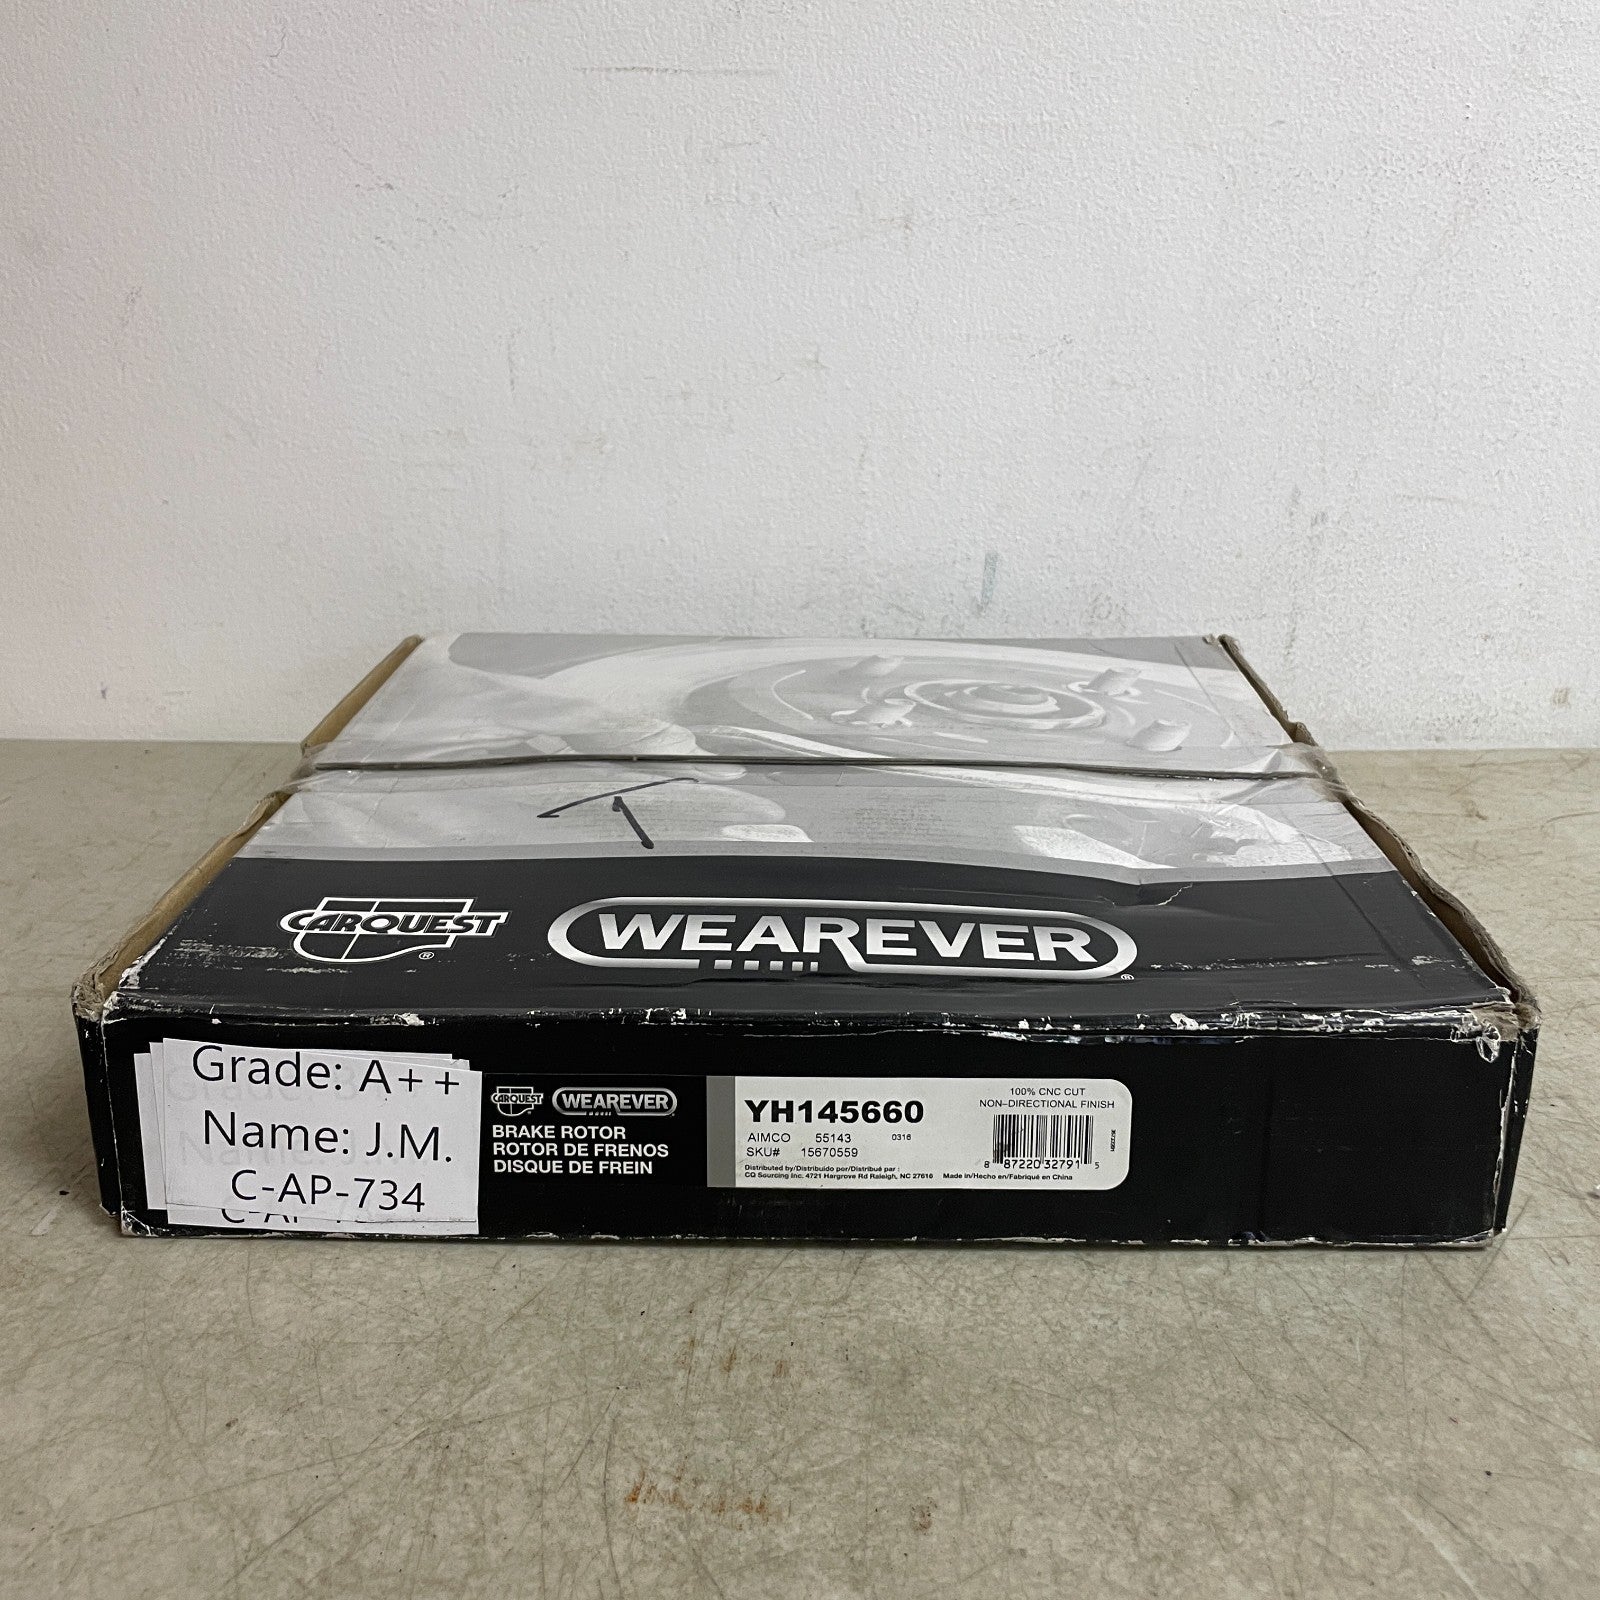 CARQUEST®
WEAREVER®
Grade: A++
Name: J.M.
C-AP-734
CARQUEST WEAREVER
BRAKE ROTOR
ROTOR DE FRENOS
DISQUE DE FREIN
YH145660
AIMCO 55143 0316
SKU# 15670559
Distributed by/Distribuido por/Distribué par :
CQ Sourcing Inc. 4721 Hargrove Rd Raleigh, NC 27616 Made in/Hecho en/Fabriqué en China
100% CNC CUT
NON-DIRECTIONAL FINISH
8 87220 32791 5